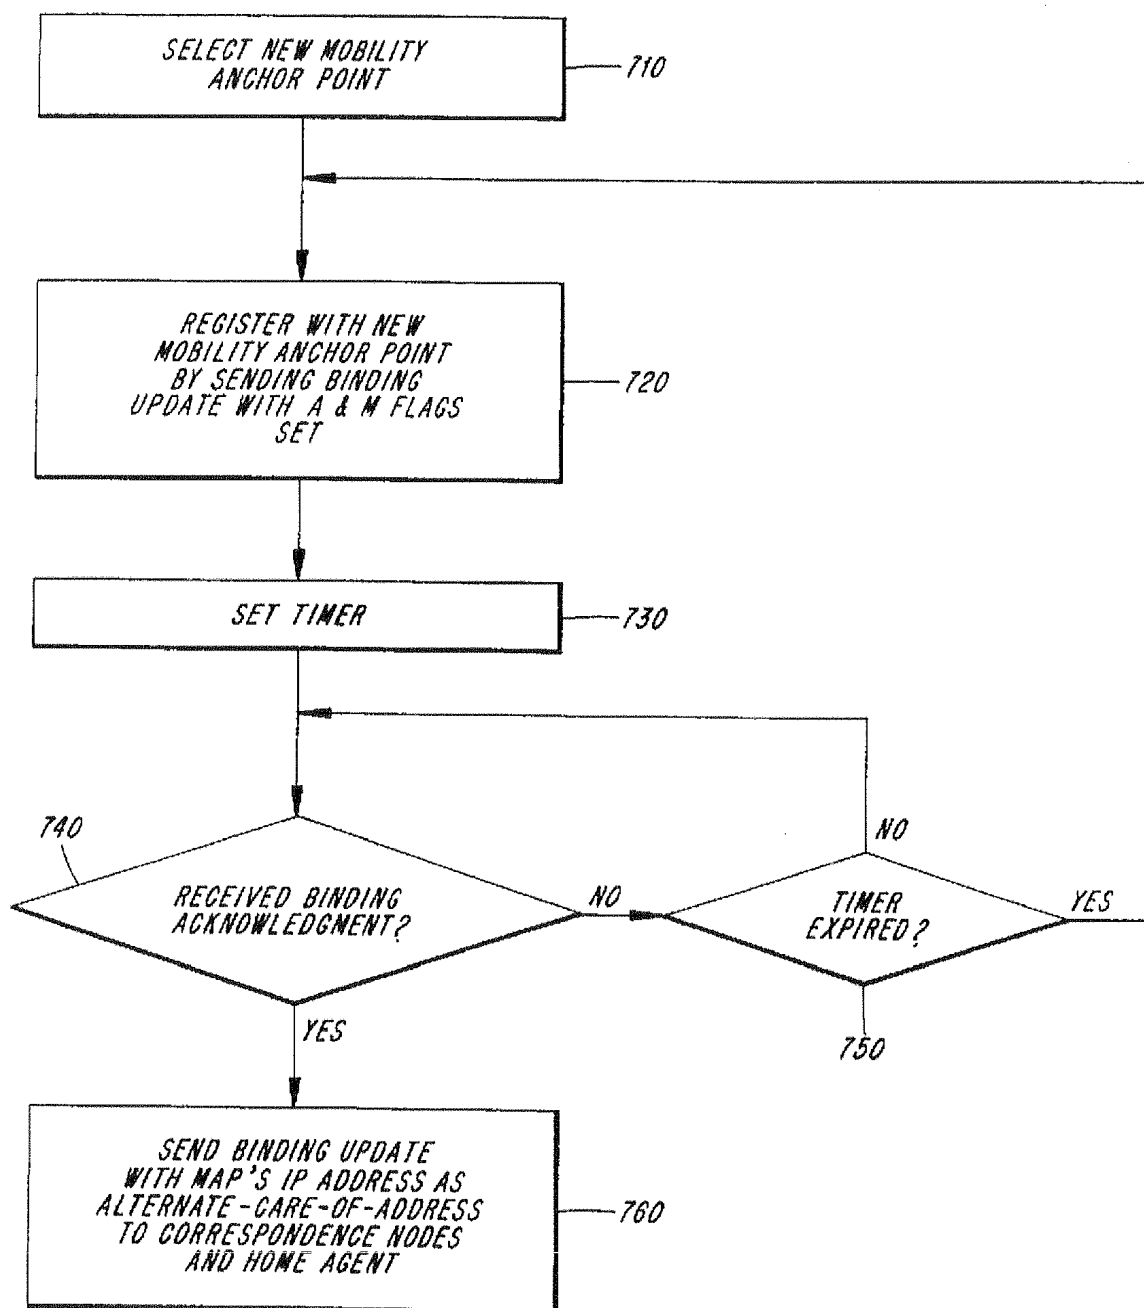 SELECT NEW MOBILITY
ANCHOR POINT
710
REGISTER WITH NEW
MOBILITY ANCHOR POINT
BY SENDING BINDING
UPDATE WITH A & M FLAGS
SET
720
SET TIMER
730
740
RECEIVED BINDING
ACKNOWLEDGMENT?
NO
TIMER
EXPIRED?
NO
YES
750
YES
SEND BINDING UPDATE
WITH MAP'S IP ADDRESS AS
ALTERNATE-CARE-OF-ADDRESS
TO CORRESPONDENCE NODES
AND HOME AGENT
760